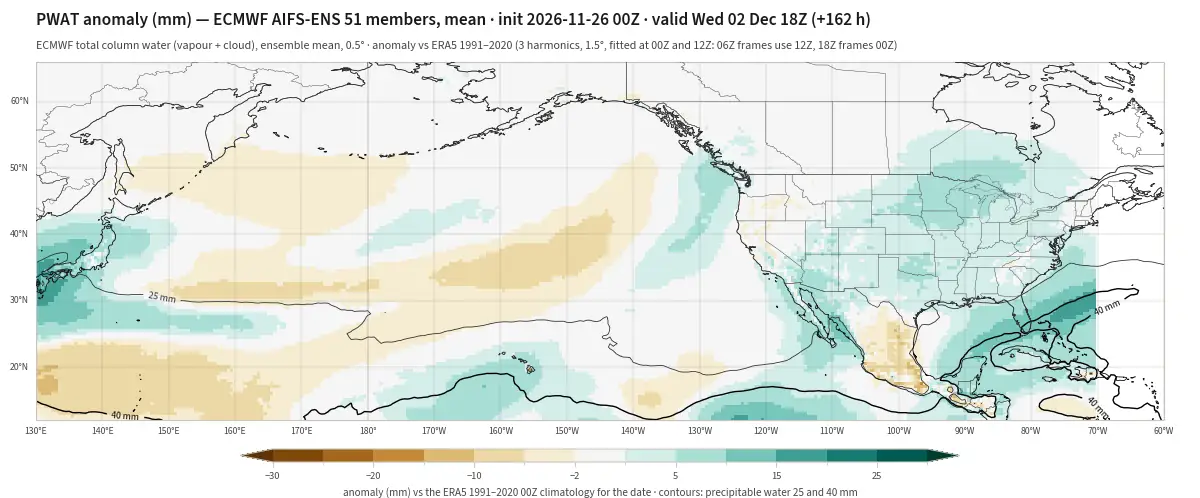 PWAT anomaly (mm) — ECMWF AIFS-ENS 51 members, mean · init 2026-11-26 00Z · valid Wed 02 Dec 18Z (+162 h)
ECMWF total column water (vapour + cloud), ensemble mean, 0.5° · anomaly vs ERA5 1991–2020 (3 harmonics, 1.5°, fitted at 00Z and 12Z: 06Z frames use 12Z, 18Z frames 00Z)
60°N
50°N
40°N
30°N
20°N
25 mm
40 mm
40 mm
40 mm
130°E 140°E 150°E 160°E 170°E 180° 170°W 160°W 150°W 140°W 130°W 120°W 110°W 100°W 90°W 80°W 70°W 60°W
−30 −20 −10 −2 5 15 25
anomaly (mm) vs the ERA5 1991–2020 00Z climatology for the date · contours: precipitable water 25 and 40 mm